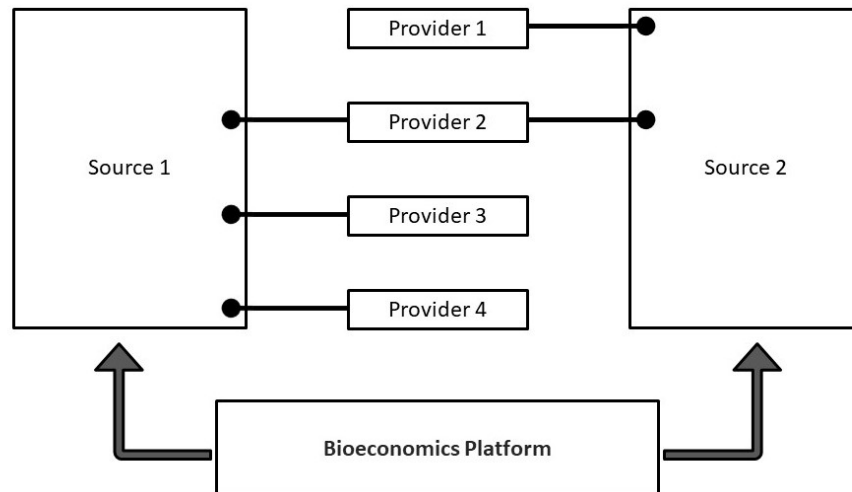 Provider 1
Provider 2
Source 1
Source 2
Provider 3
Provider 4
Bioeconomics Platform